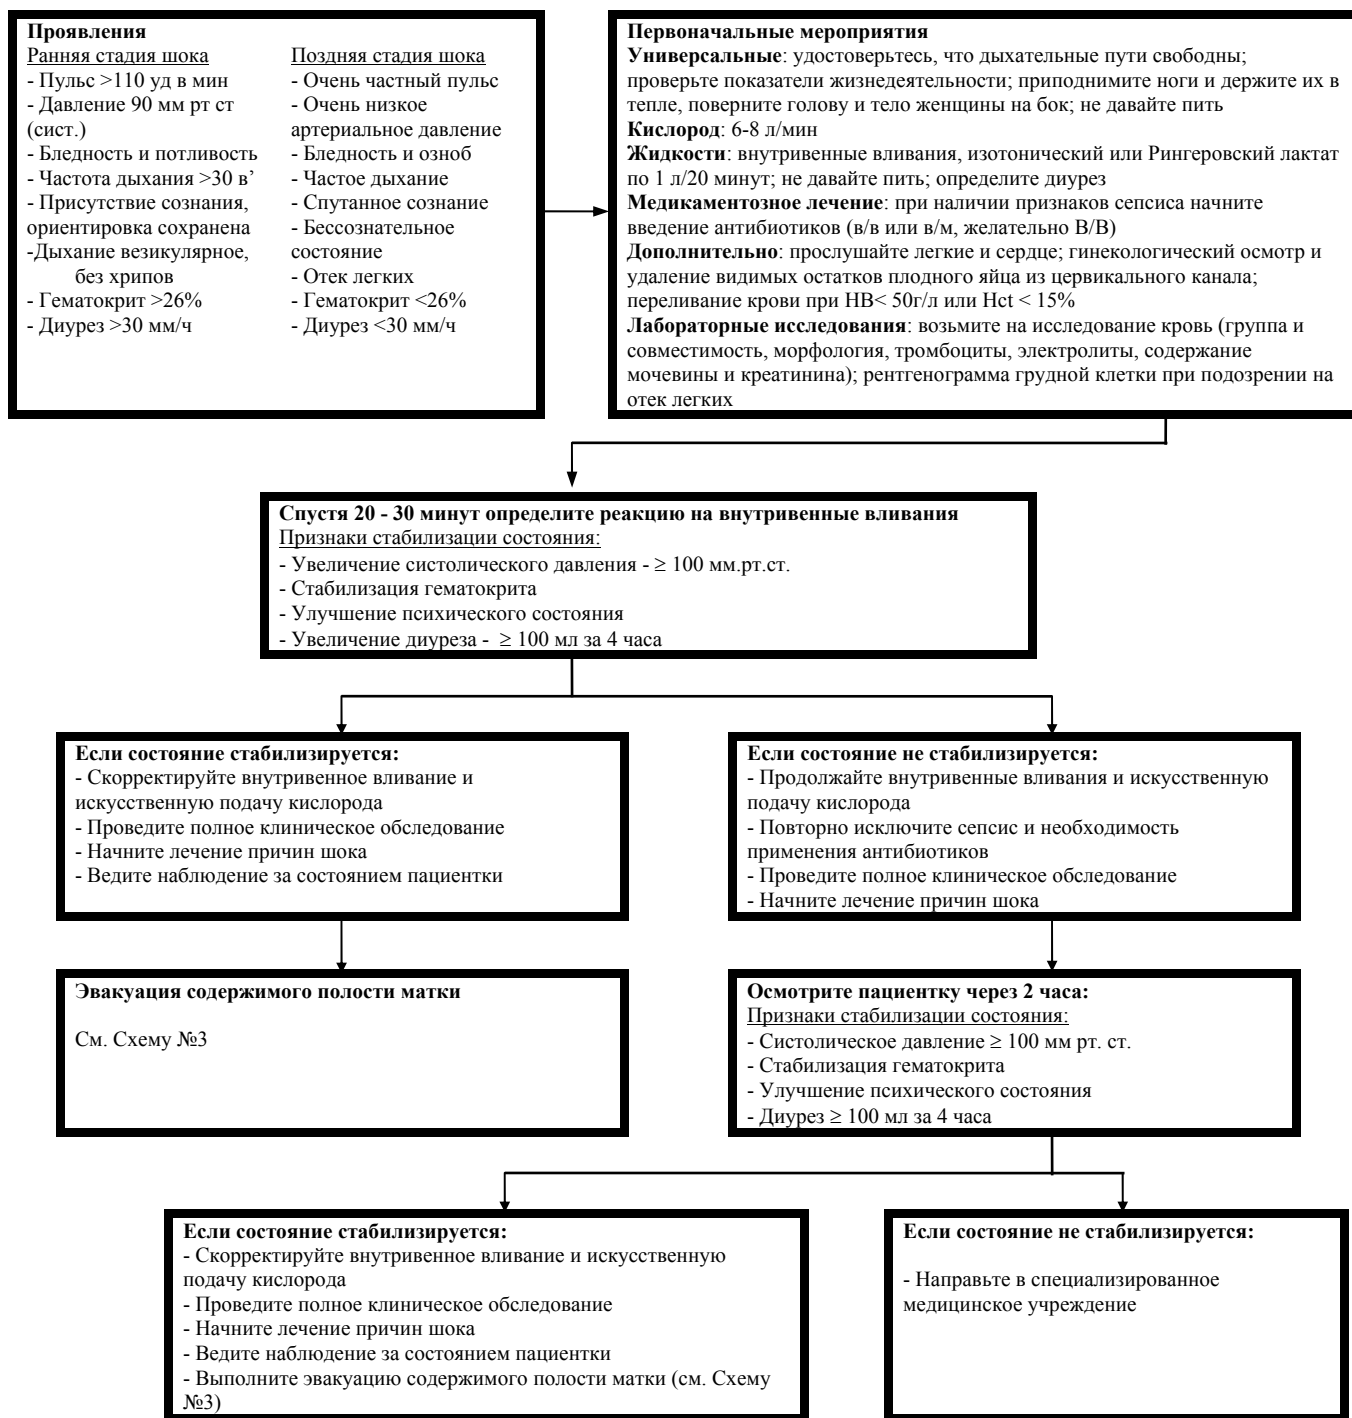 Проявления
Ранняя стадия шока
- Пульс >110 уд в мин
- Давление 90 мм рт ст
(сист.)
- Бледность и потливость
- Частота дыхания >30 в’
- Присутствие сознания,
ориентировка сохранена
-Дыхание везикулярное,
без хрипов
- Гематокрит >26%
- Диурез >30 мм/ч
Поздняя стадия шока
- Очень частный пульс
- Очень низкое
артериальное давление
- Бледность и озноб
- Частое дыхание
- Спутанное сознание
- Бессознательное
состояние
- Отек легких
- Гематокрит <26%
- Диурез <30 мм/ч
Первоначальные мероприятия
Универсальные: удостоверьтесь, что дыхательные пути свободны;
проверьте показатели жизнедеятельности; приподнимите ноги и держите их в
тепле, поверните голову и тело женщины на бок; не давайте пить
Кислород: 6-8 л/мин
Жидкости: внутривенные вливания, изотонический или Рингеровский лактат
по 1 л/20 минут; не давайте пить; определите диурез
Медикаментозное лечение: при наличии признаков сепсиса начните
введение антибиотиков (в/в или в/м, желательно В/В)
Дополнительно: прослушайте легкие и сердце; гинекологический осмотр и
удаление видимых остатков плодного яйца из цервикального канала;
переливание крови при НВ< 50г/л или Hct < 15%
Лабораторные исследования: возьмите на исследование кровь (группа и
совместимость, морфология, тромбоциты, электролиты, содержание
мочевины и креатинина); рентгенограмма грудной клетки при подозрении на
отек легких
Спустя 20 - 30 минут определите реакцию на внутривенные вливания
Признаки стабилизации состояния:
- Увеличение систолического давления - ≥ 100 мм.рт.ст.
- Стабилизация гематокрита
- Улучшение психического состояния
- Увеличение диуреза - ≥ 100 мл за 4 часа
Если состояние стабилизируется:
- Скорректируйте внутривенное вливание и
искусственную подачу кислорода
- Проведите полное клиническое обследование
- Начните лечение причин шока
- Ведите наблюдение за состоянием пациентки
Если состояние не стабилизируется:
- Продолжайте внутривенные вливания и искусственную
подачу кислорода
- Повторно исключите сепсис и необходимость
применения антибиотиков
- Проведите полное клиническое обследование
- Начните лечение причин шока
Эвакуация содержимого полости матки
См. Схему №3
Осмотрите пациентку через 2 часа:
Признаки стабилизации состояния:
- Систолическое давление ≥ 100 мм рт. ст.
- Стабилизация гематокрита
- Улучшение психического состояния
- Диурез ≥ 100 мл за 4 часа
Если состояние стабилизируется:
- Скорректируйте внутривенное вливание и искусственную
подачу кислорода
- Проведите полное клиническое обследование
- Начните лечение причин шока
- Ведите наблюдение за состоянием пациентки
- Выполните эвакуацию содержимого полости матки (см. Схему
№3)
Если состояние не стабилизируется:
- Направьте в специализированное
медицинское учреждение